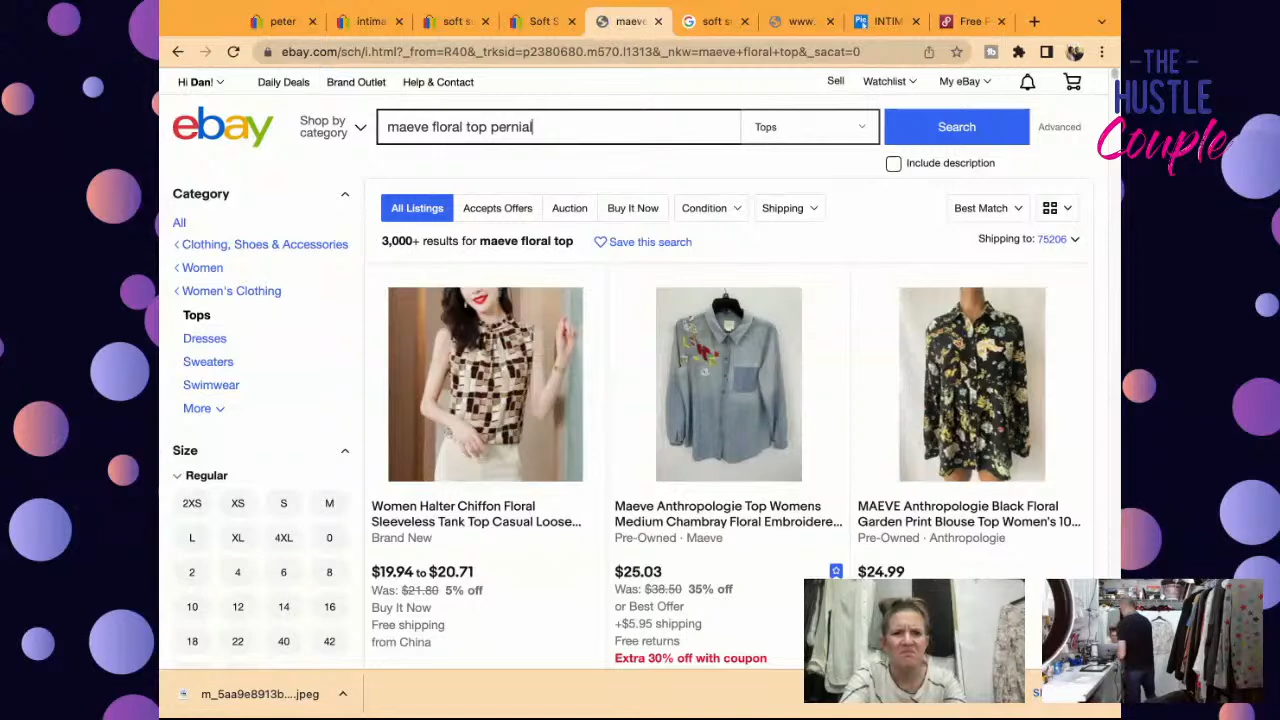 peter
intima
soft su
Soft S
maeve
soft su
www.
INTIM
Free P
ebay.com/sch/i.html?_from=R40&_trksid=p2380680.m570.l1313&_nkw=maeve+floral+top&_sacat=0
-THE-
HUSTLE
Couple
Hi Dan!
Daily Deals
Brand Outlet
Help & Contact
Sell
Watchlist
My eBay
ebay
Shop by
category
maeve floral top pernial
Tops
Search
Advanced
Include description
Category
All
Clothing, Shoes & Accessories
Women
Women's Clothing
Tops
Dresses
Sweaters
Swimwear
More
Size
Regular
2XS XS S M
L XL 4XL 0
2 4 6 8
10 12 14 16
18 22 40 42
All Listings
Accepts Offers
Auction
Buy It Now
Condition
Shipping
Best Match
3,000+ results for maeve floral top
Save this search
Shipping to: 75206
Women Halter Chiffon Floral
Sleeveless Tank Top Casual Loose...
Brand New
$19.94 to $20.71
Was: $21.80 5% off
Buy It Now
Free shipping
from China
Maeve Anthropologie Top Womens
Medium Chambray Floral Embroidere...
Pre-Owned · Maeve
$25.03
Was: $38.50 35% off
or Best Offer
+$5.95 shipping
Free returns
Extra 30% off with coupon
MAEVE Anthropologie Black Floral
Garden Print Blouse Top Women's 10...
Pre-Owned · Anthropologie
$24.99
m_5aa9e8913b....jpeg